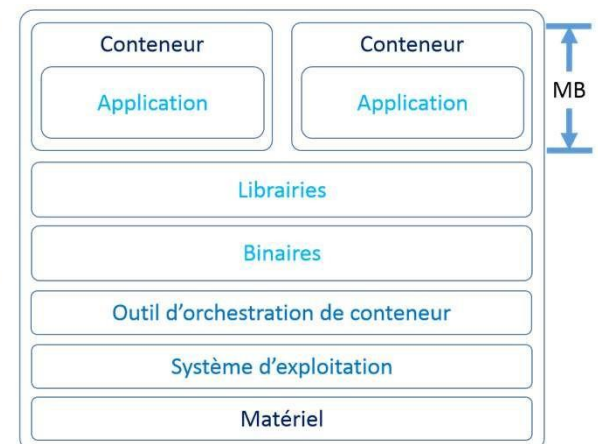 Conteneur
Conteneur
Application
Application
MB
Librairies
Binaires
Outil d’orchestration de conteneur
Système d’exploitation
Matériel